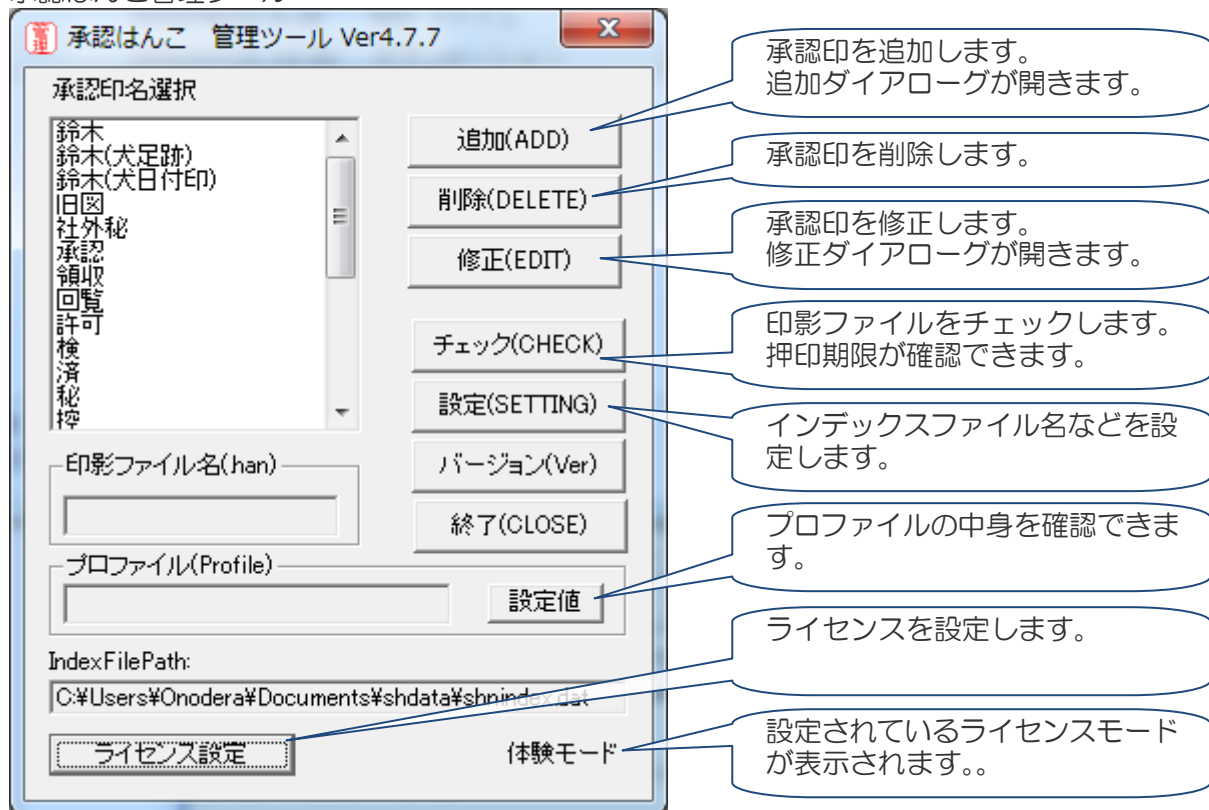 承認はんこ管理ツール
承認はんこ　管理ツール Ver4.7.7
承認印名選択
鈴木
鈴木(犬足跡)
鈴木(犬日付印)
旧図
社外秘
承認
領収
回覧
許可
検
済
秘
控
追加(ADD)
削除(DELETE)
修正(EDIT)
チェック(CHECK)
設定(SETTING)
バージョン(Ver)
終了(CLOSE)
印影ファイル名(han)
プロファイル(Profile)
設定値
IndexFilePath:
C:¥Users¥Onodera¥Documents¥shdata¥shnindex.dat
ライセンス設定
体験モード
承認印を追加します。
追加ダイアローグが開きます。
承認印を削除します。
承認印を修正します。
修正ダイアローグが開きます。
印影ファイルをチェックします。
押印期限が確認できます。
インデックスファイル名などを設
定します。
プロファイルの中身を確認できま
す。
ライセンスを設定します。
設定されているライセンスモード
が表示されます。。